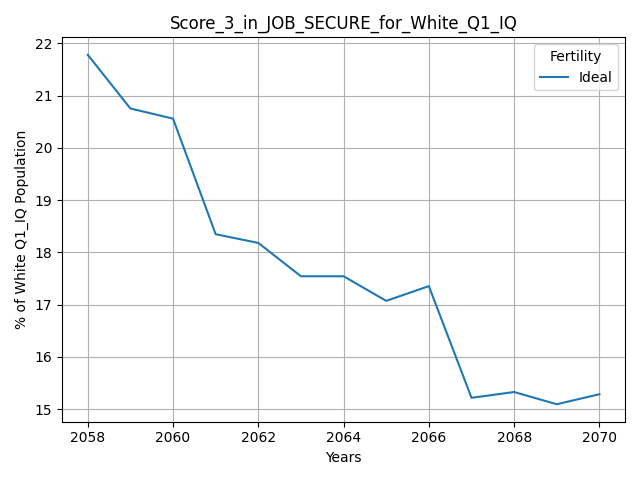 Score_3_in_JOB_SECURE_for_White_Q1_IQ
Fertility
Ideal
% of White Q1_IQ Population
22
21
20
19
18
17
16
15
2058 2060 2062 2064 2066 2068 2070
Years